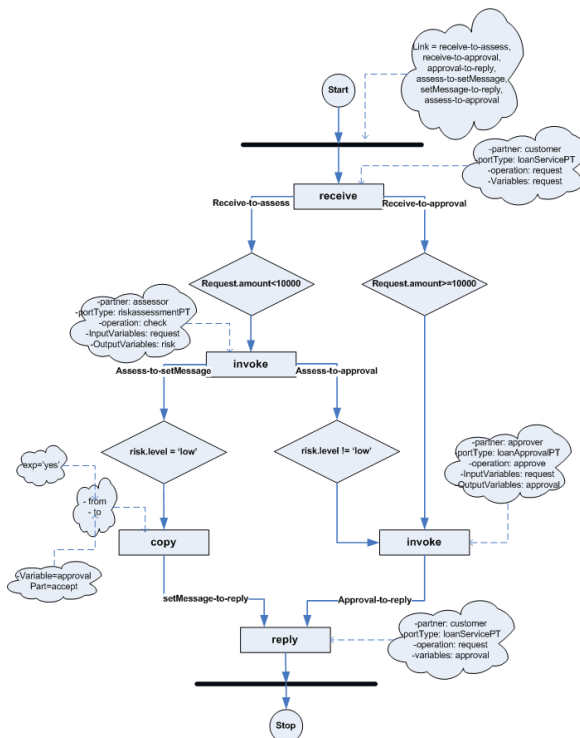 Link = receive-to-assess,
receive-to-approval,
approval-to-reply,
assess-to-setMessage,
setMessage-to-reply,
assess-to-approval
Start
-partner: customer
-portType: loanServicePT
-operation: request
-Variables: request
receive
Receive-to-assess
Receive-to-approval
Request.amount<10000
Request.amount>=10000
-partner: assessor
-portType: riskassessmentPT
-operation: check
-InputVariables: request
-OutputVariables: risk
invoke
Assess-to-setMessage
Assess-to-approval
risk.level = ‘low’
risk.level != ‘low’
-partner: approver
portType: loanApprovalPT
-operation: approve
-InputVariables: request
-OutputVariables: approval
exp=’yes’
- from
- to
copy
invoke
-Variable=approval
Part=accept
setMessage-to-reply
Approval-to-reply
-partner: customer
-portType: loanServicePT
-operation: request
-variables: approval
reply
Stop